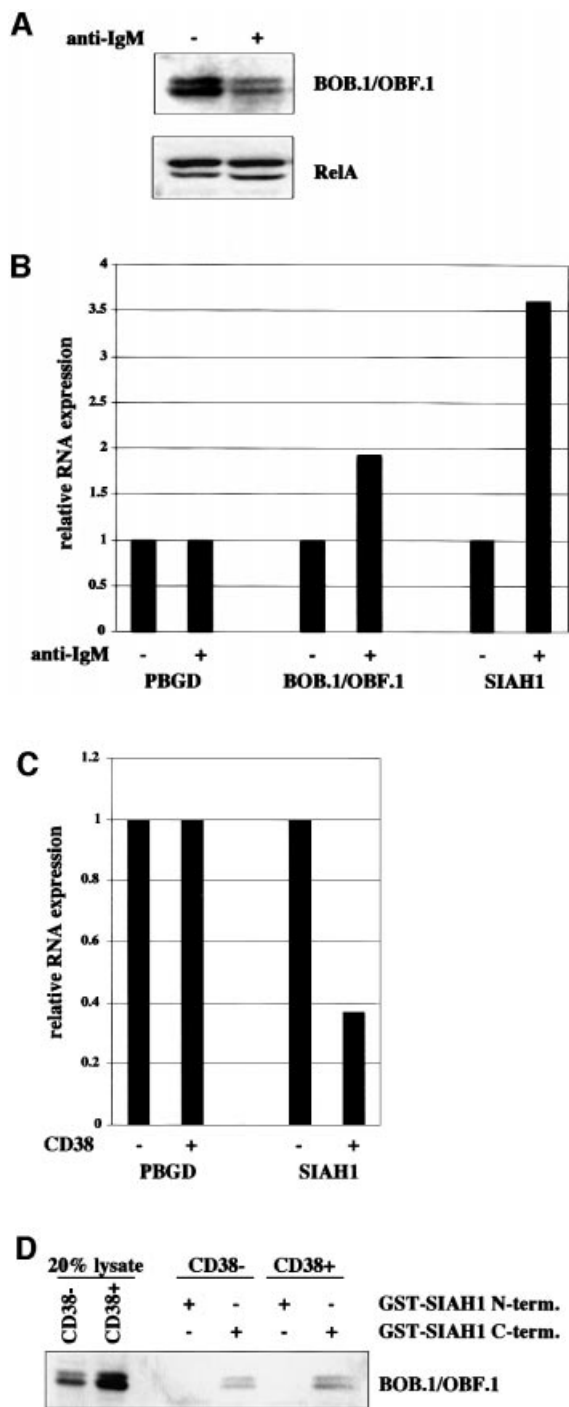 A
anti-IgM - +
BOB.1/OBF.1
RelA
B
4
3.5
3
2.5
2
1.5
1
0.5
0
relative RNA expression
anti-IgM - + - + - +
PBGD BOB.1/OBF.1 SIAH1
C
1.2
1
0.8
0.6
0.4
0.2
0
relative RNA expression
CD38 - + - +
PBGD SIAH1
D
20% lysate CD38- CD38+
CD38- CD38+
+ - + - GST-SIAH1 N-term.
- + - + GST-SIAH1 C-term.
BOB.1/OBF.1